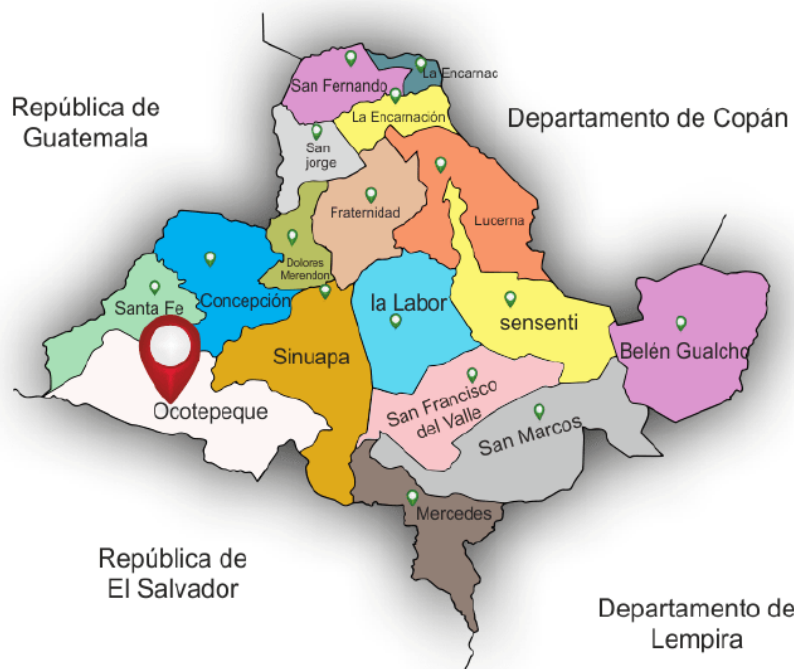 La Encarnac
San Fernando
República de
Guatemala
La Encarnación
Departamento de Copán
San
jorge
Fraternidad
Lucerna
Dolores
Merendon
Santa Fe
Concepción
la Labor
sensenti
Belén Gualcho
Sinuapa
Ocotepeque
San Francisco
del Valle
San Marcos
Mercedes
República de
El Salvador
Departamento de
Lempira